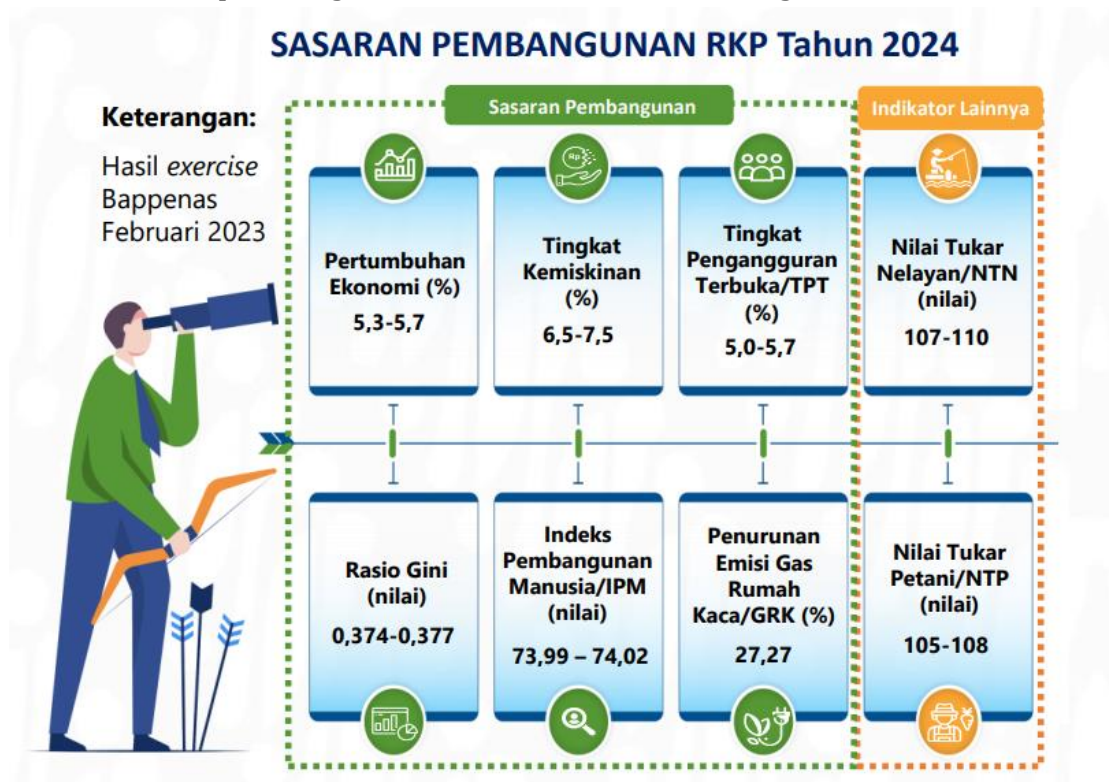 SASARAN PEMBANGUNAN RKP Tahun 2024
Keterangan:
Hasil exercise
Bappenas
Februari 2023
Sasaran Pembangunan
Indikator Lainnya
Pertumbuhan
Ekonomi (%)
5,3-5,7
Rp
Tingkat
Kemiskinan
(%)
6,5-7,5
Tingkat
Pengangguran
Terbuka/TPT
(%)
5,0-5,7
Nilai Tukar
Nelayan/NTN
(nilai)
107-110
Rasio Gini
(nilai)
0,374-0,377
Indeks
Pembangunan
Manusia/IPM
(nilai)
73,99 – 74,02
Penurunan
Emisi Gas
Rumah
Kaca/GRK (%)
27,27
Nilai Tukar
Petani/NTP
(nilai)
105-108